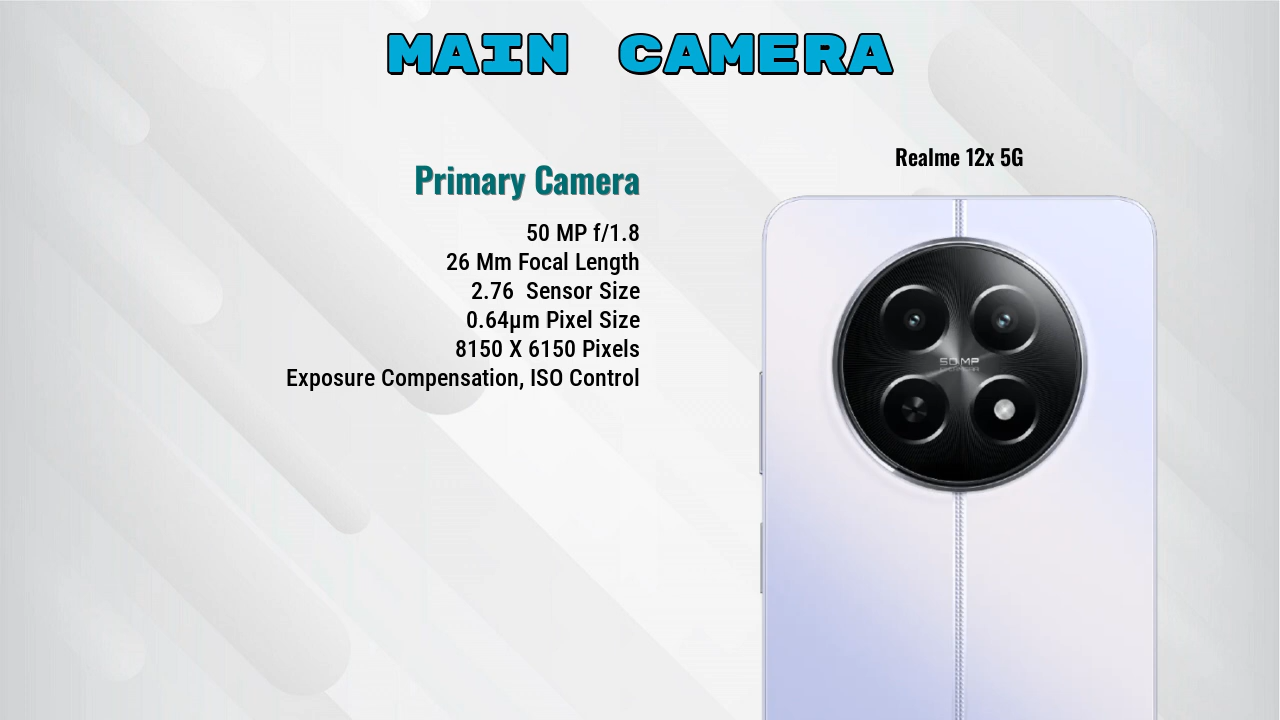 MAIN CAMERA
Realme 12x 5G
Primary Camera
50 MP f/1.8
26 Mm Focal Length
2.76  Sensor Size
0.64µm Pixel Size
8150 X 6150 Pixels
Exposure Compensation, ISO Control
50 MP